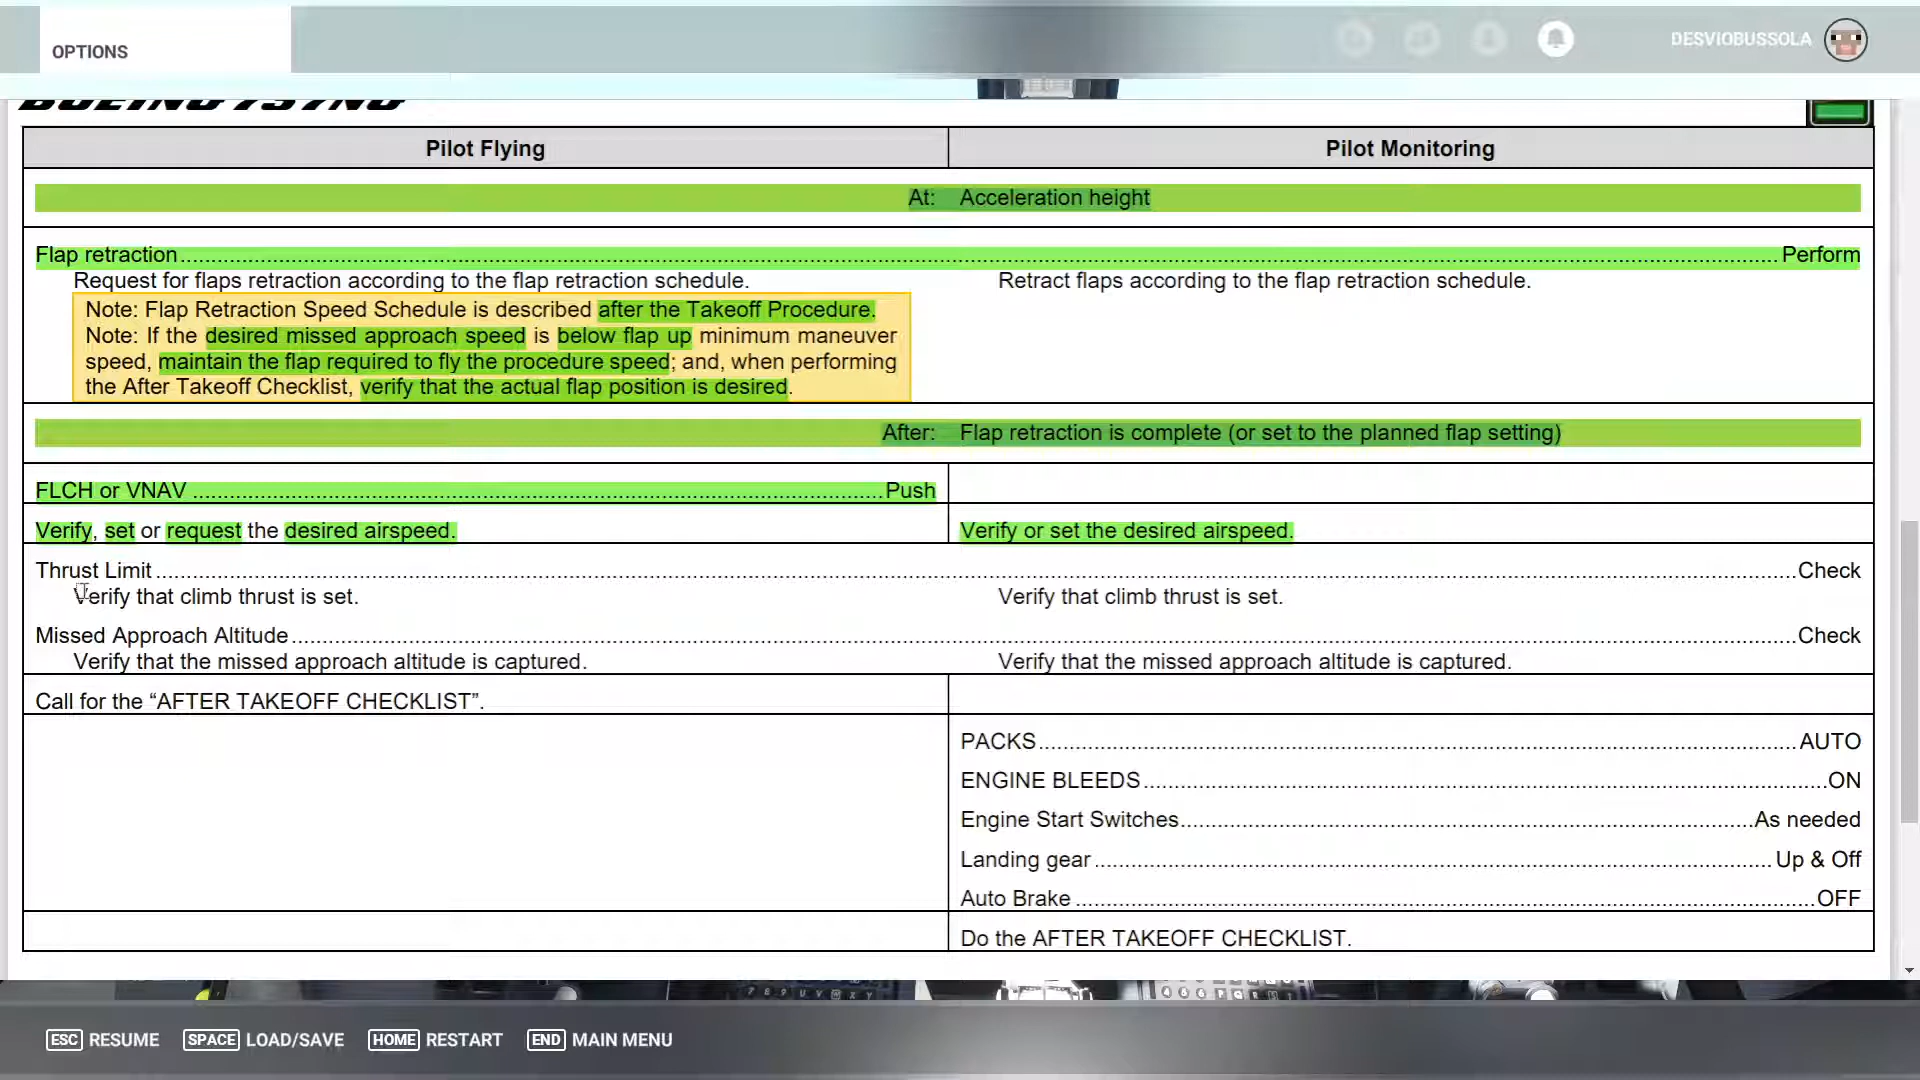 OPTIONS
DESVIOBUSSOLA
BOEING 737NG
Pilot Flying
Pilot Monitoring
At: Acceleration height
Flap retraction Perform
Request for flaps retraction according to the flap retraction schedule.
Retract flaps according to the flap retraction schedule.
Note: Flap Retraction Speed Schedule is described after the Takeoff Procedure.
Note: If the desired missed approach speed is below flap up minimum maneuver
speed, maintain the flap required to fly the procedure speed; and, when performing
the After Takeoff Checklist, verify that the actual flap position is desired.
After: Flap retraction is complete (or set to the planned flap setting)
FLCH or VNAV Push
Verify, set or request the desired airspeed.
Verify or set the desired airspeed.
Thrust Limit Check
Verify that climb thrust is set.
Verify that climb thrust is set.
Missed Approach Altitude Check
Verify that the missed approach altitude is captured.
Verify that the missed approach altitude is captured.
Call for the “AFTER TAKEOFF CHECKLIST”.
PACKS AUTO
ENGINE BLEEDS ON
Engine Start Switches As needed
Landing gear Up & Off
Auto Brake OFF
Do the AFTER TAKEOFF CHECKLIST.
ESC RESUME SPACE LOAD/SAVE HOME RESTART END MAIN MENU